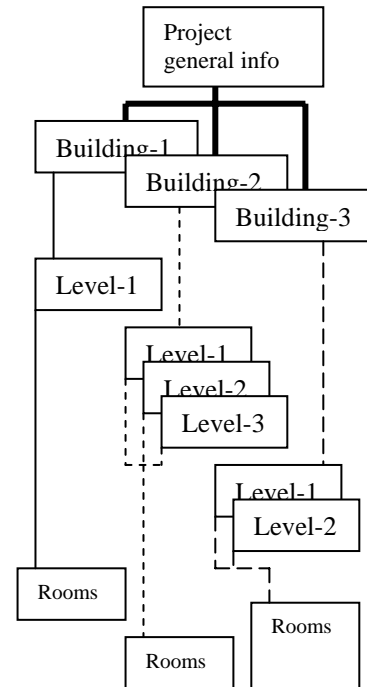 Project
general info
Building-1
Building-2
Building-3
Level-1
Level-1
Level-2
Level-3
Level-1
Level-2
Rooms
Rooms
Rooms